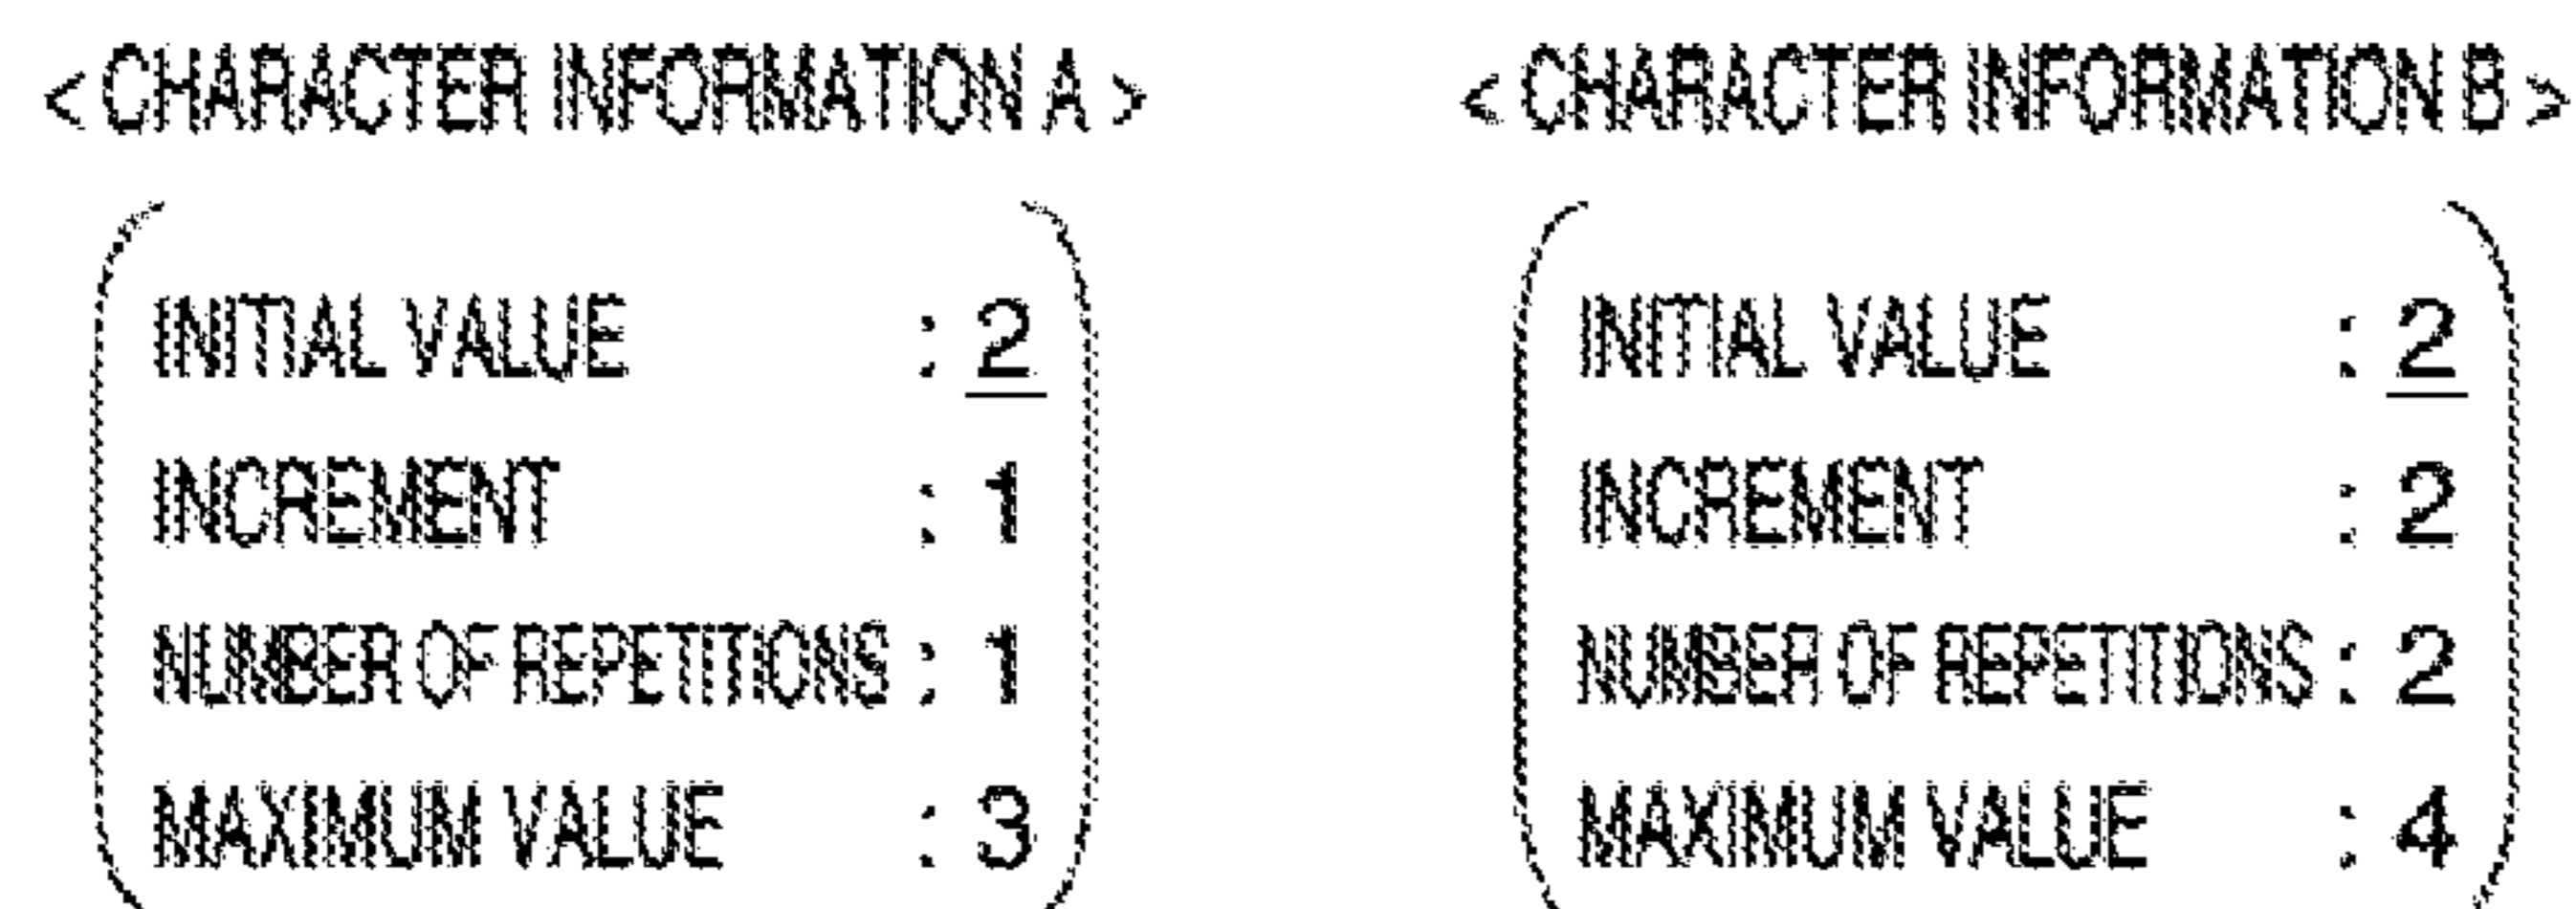 < CHARACTER INFORMATION A >
INITIAL VALUE : 2
INCREMENT : 1
NUMBER OF REPETITIONS : 1
MAXIMUM VALUE : 3
< CHARACTER INFORMATION B >
INITIAL VALUE : 2
INCREMENT : 2
NUMBER OF REPETITIONS : 2
MAXIMUM VALUE : 4